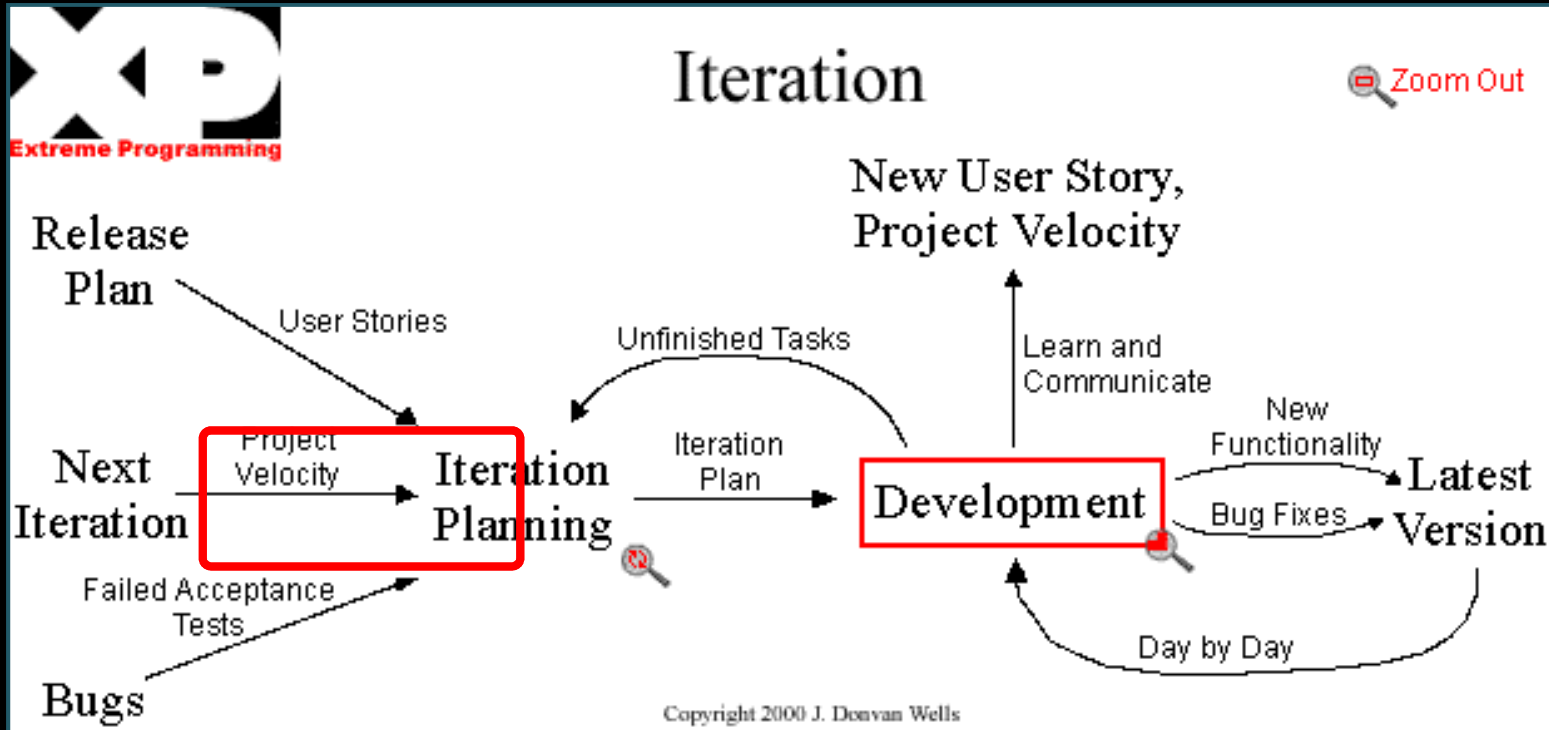 XP
Extreme Programming
Iteration
Zoom Out
New User Story,
Project Velocity
Release
Plan
User Stories
Unfinished Tasks
Learn and
Communicate
New
Functionality
Project
Velocity
Next
Iteration
Iteration
Planning
Iteration
Plan
Development
Bug Fixes
Latest
Version
Failed Acceptance
Tests
Day by Day
Bugs
Copyright 2000 J. Donvan Wells